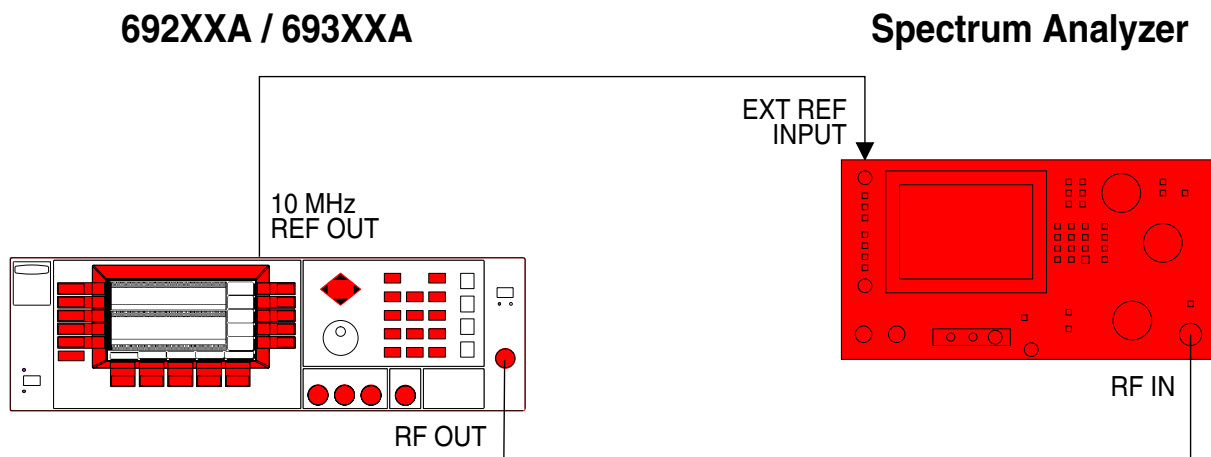 692XXA / 693XXA
Spectrum Analyzer
EXT REF
INPUT
10 MHz
REF OUT
RF IN
RF OUT